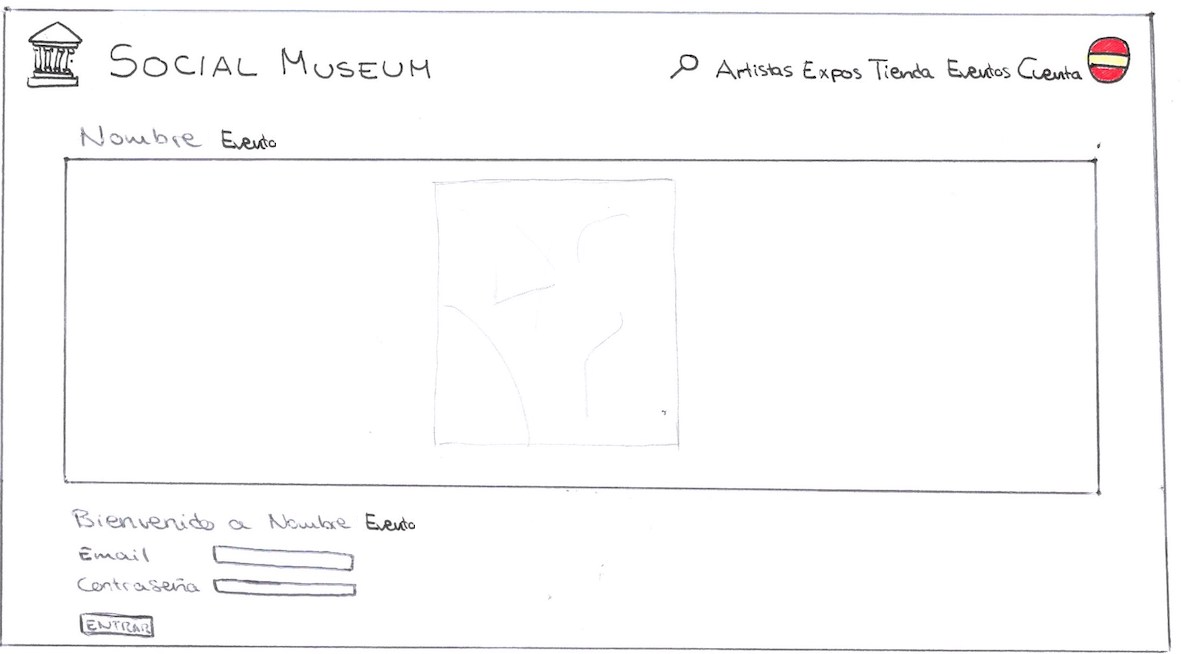 SOCIAL MUSEUM
Artistas Expos Tienda Eventos Cuenta
Nombre Evento
Bienvenido a Nombre Evento
Email
Contraseña
ENTRAR